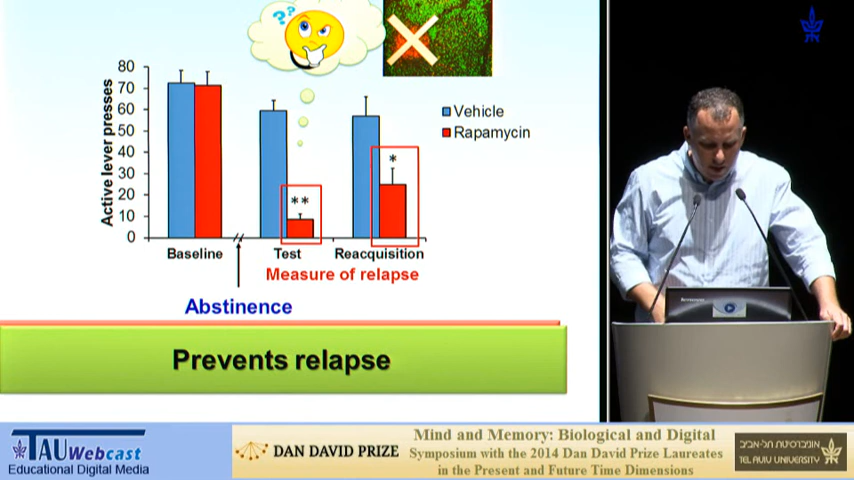 ??
80
70
60
50
40
30
20
10
0
Active lever presses
Vehicle
Rapamycin
**
*
Baseline
Test
Reacquisition
Measure of relapse
Abstinence
Prevents relapse
TAU Webcast
Educational Digital Media
DAN DAVID PRIZE
Mind and Memory: Biological and Digital
Symposium with the 2014 Dan David Prize Laureates
in the Present and Future Time Dimensions
אוניברסיטת תל-אביב
TEL AVIV UNIVERSITY